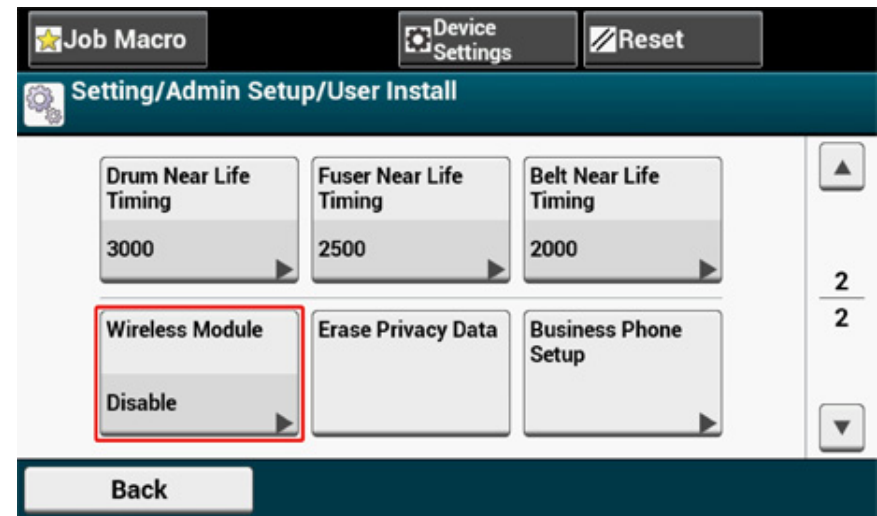 Job Macro
Device
Settings
Reset
Setting/Admin Setup/User Install
Drum Near Life
Timing
3000
Fuser Near Life
Timing
2500
Belt Near Life
Timing
2000
2
2
Wireless Module
Disable
Erase Privacy Data
Business Phone
Setup
Back